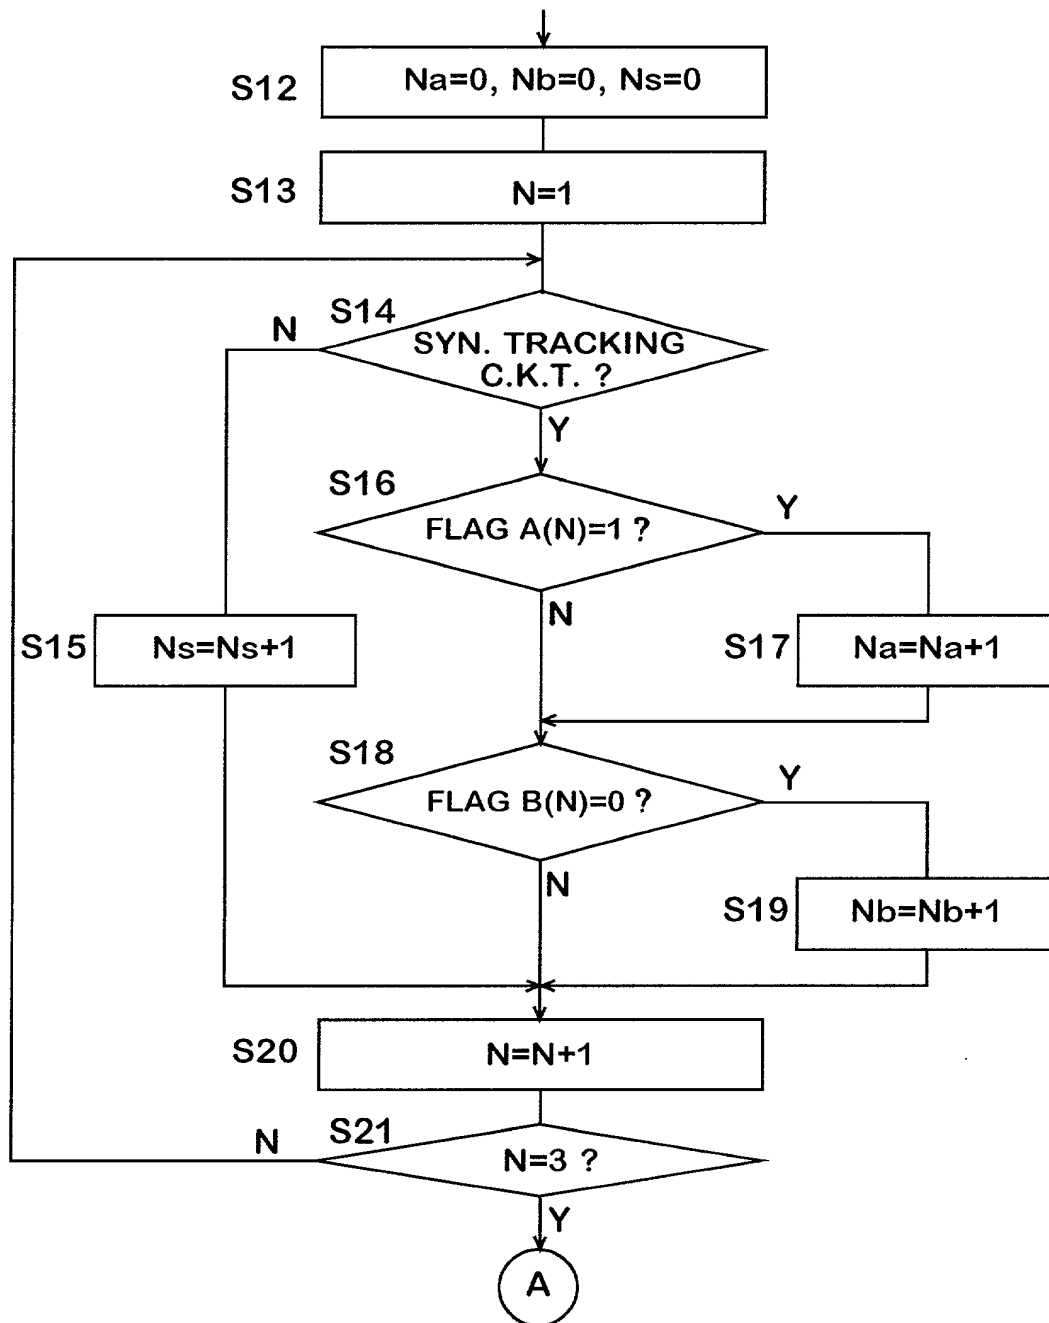 S12
Na=0, Nb=0, Ns=0
S13
N=1
S14
N
SYN. TRACKING
C.K.T. ?
Y
S16
FLAG A(N)=1 ?
Y
N
S15
Ns=Ns+1
S17
Na=Na+1
S18
FLAG B(N)=0 ?
Y
N
S19
Nb=Nb+1
S20
N=N+1
S21
N
N=3 ?
Y
A